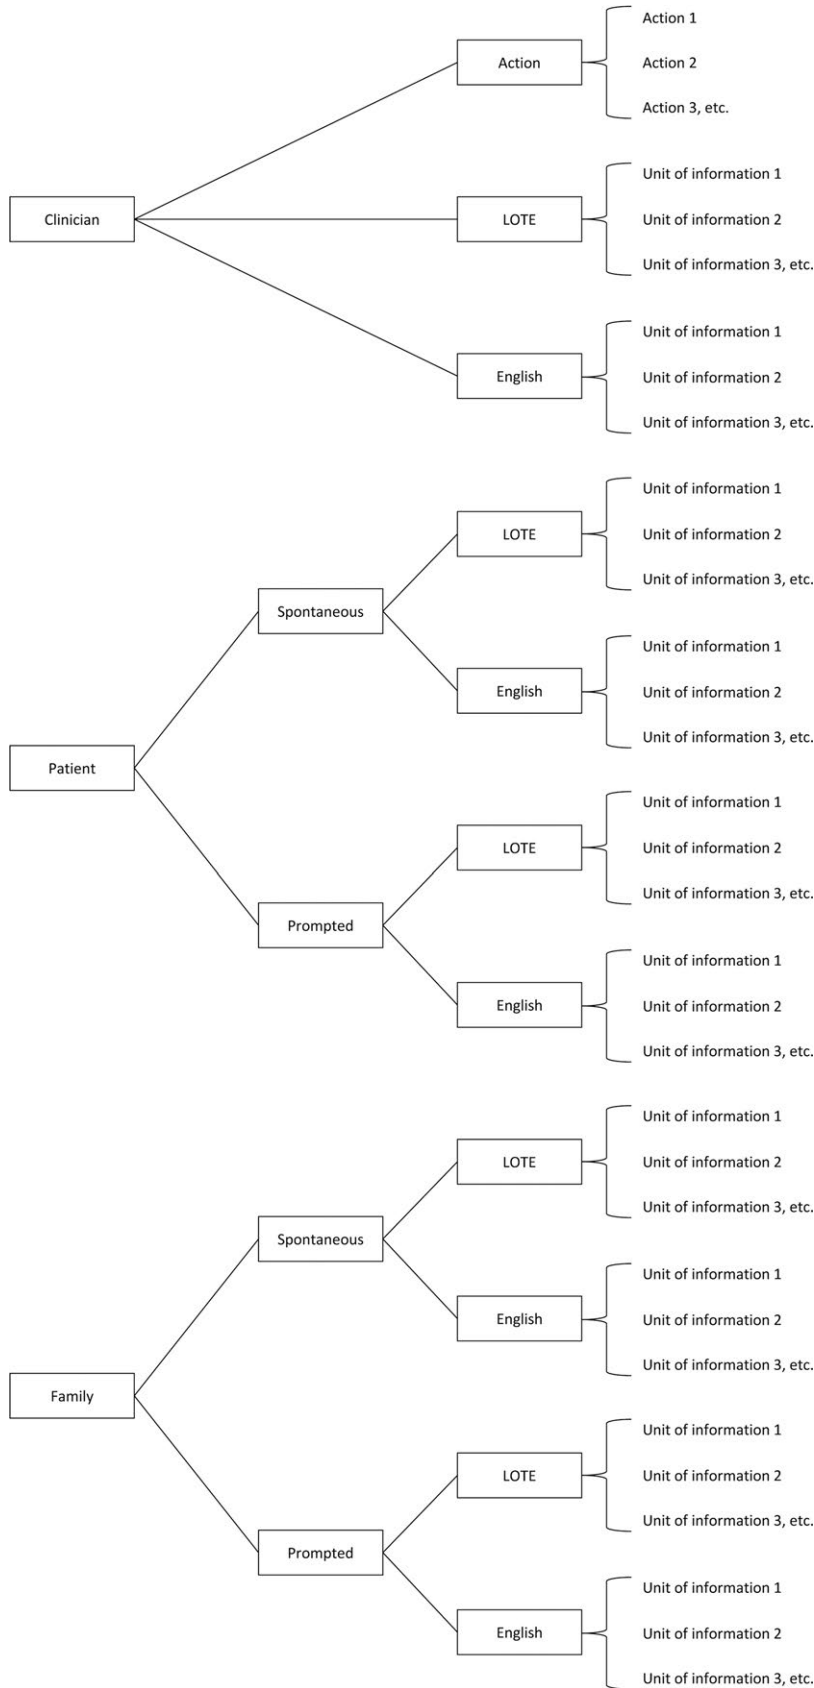 Action 1
Action
Action 2
Action 3, etc.
Unit of information 1
Clinician
LOTE
Unit of information 2
Unit of information 3, etc.
Unit of information 1
English
Unit of information 2
Unit of information 3, etc.
Unit of information 1
LOTE
Unit of information 2
Unit of information 3, etc.
Spontaneous
Unit of information 1
English
Unit of information 2
Unit of information 3, etc.
Patient
Unit of information 1
LOTE
Unit of information 2
Unit of information 3, etc.
Prompted
Unit of information 1
English
Unit of information 2
Unit of information 3, etc.
Unit of information 1
LOTE
Unit of information 2
Unit of information 3, etc.
Spontaneous
Unit of information 1
English
Unit of information 2
Unit of information 3, etc.
Family
Unit of information 1
LOTE
Unit of information 2
Unit of information 3, etc.
Prompted
Unit of information 1
English
Unit of information 2
Unit of information 3, etc.